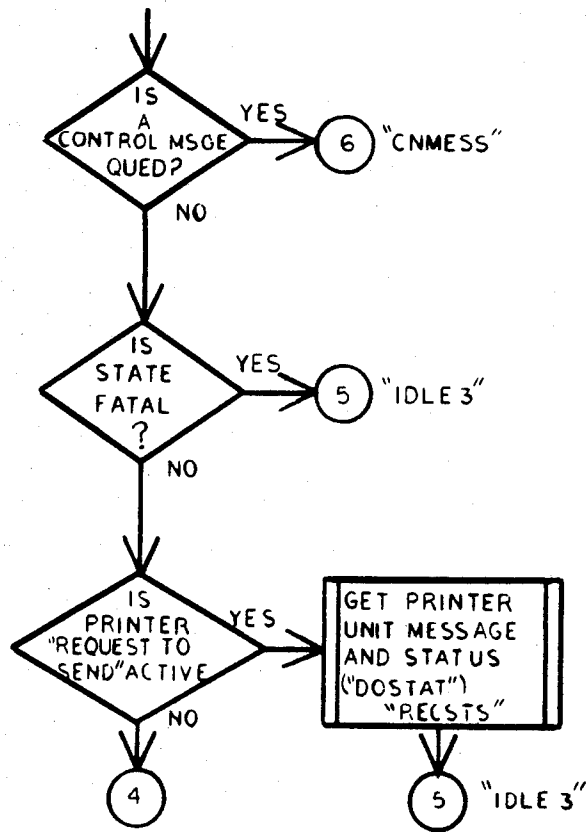 IS
A
CONTROL MSGE
QUED?
YES
6
"CNMESS"
NO
IS
STATE
FATAL
?
YES
5
"IDLE 3"
NO
IS
PRINTER
"REQUEST TO
SEND" ACTIVE
YES
GET PRINTER
UNIT MESSAGE
AND STATUS
("DOSTAT")
"RECSTS"
NO
4
5
"IDLE 3"